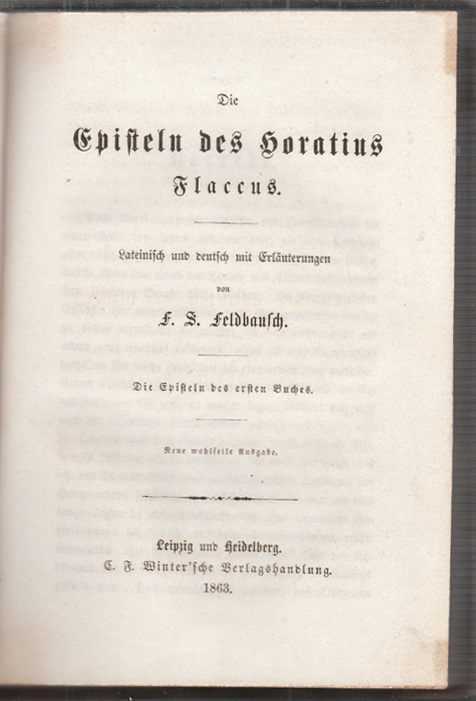 Die
Episteln des Horatius
Flaccus.
Lateinisch und deutsch mit Erläuterungen
von
F. S. Feldbausch.
Die Episteln des ersten Buches.
Neue wohlfeile Ausgabe.
Leipzig und Heidelberg.
C. F. Winter'sche Verlagshandlung.
1863.